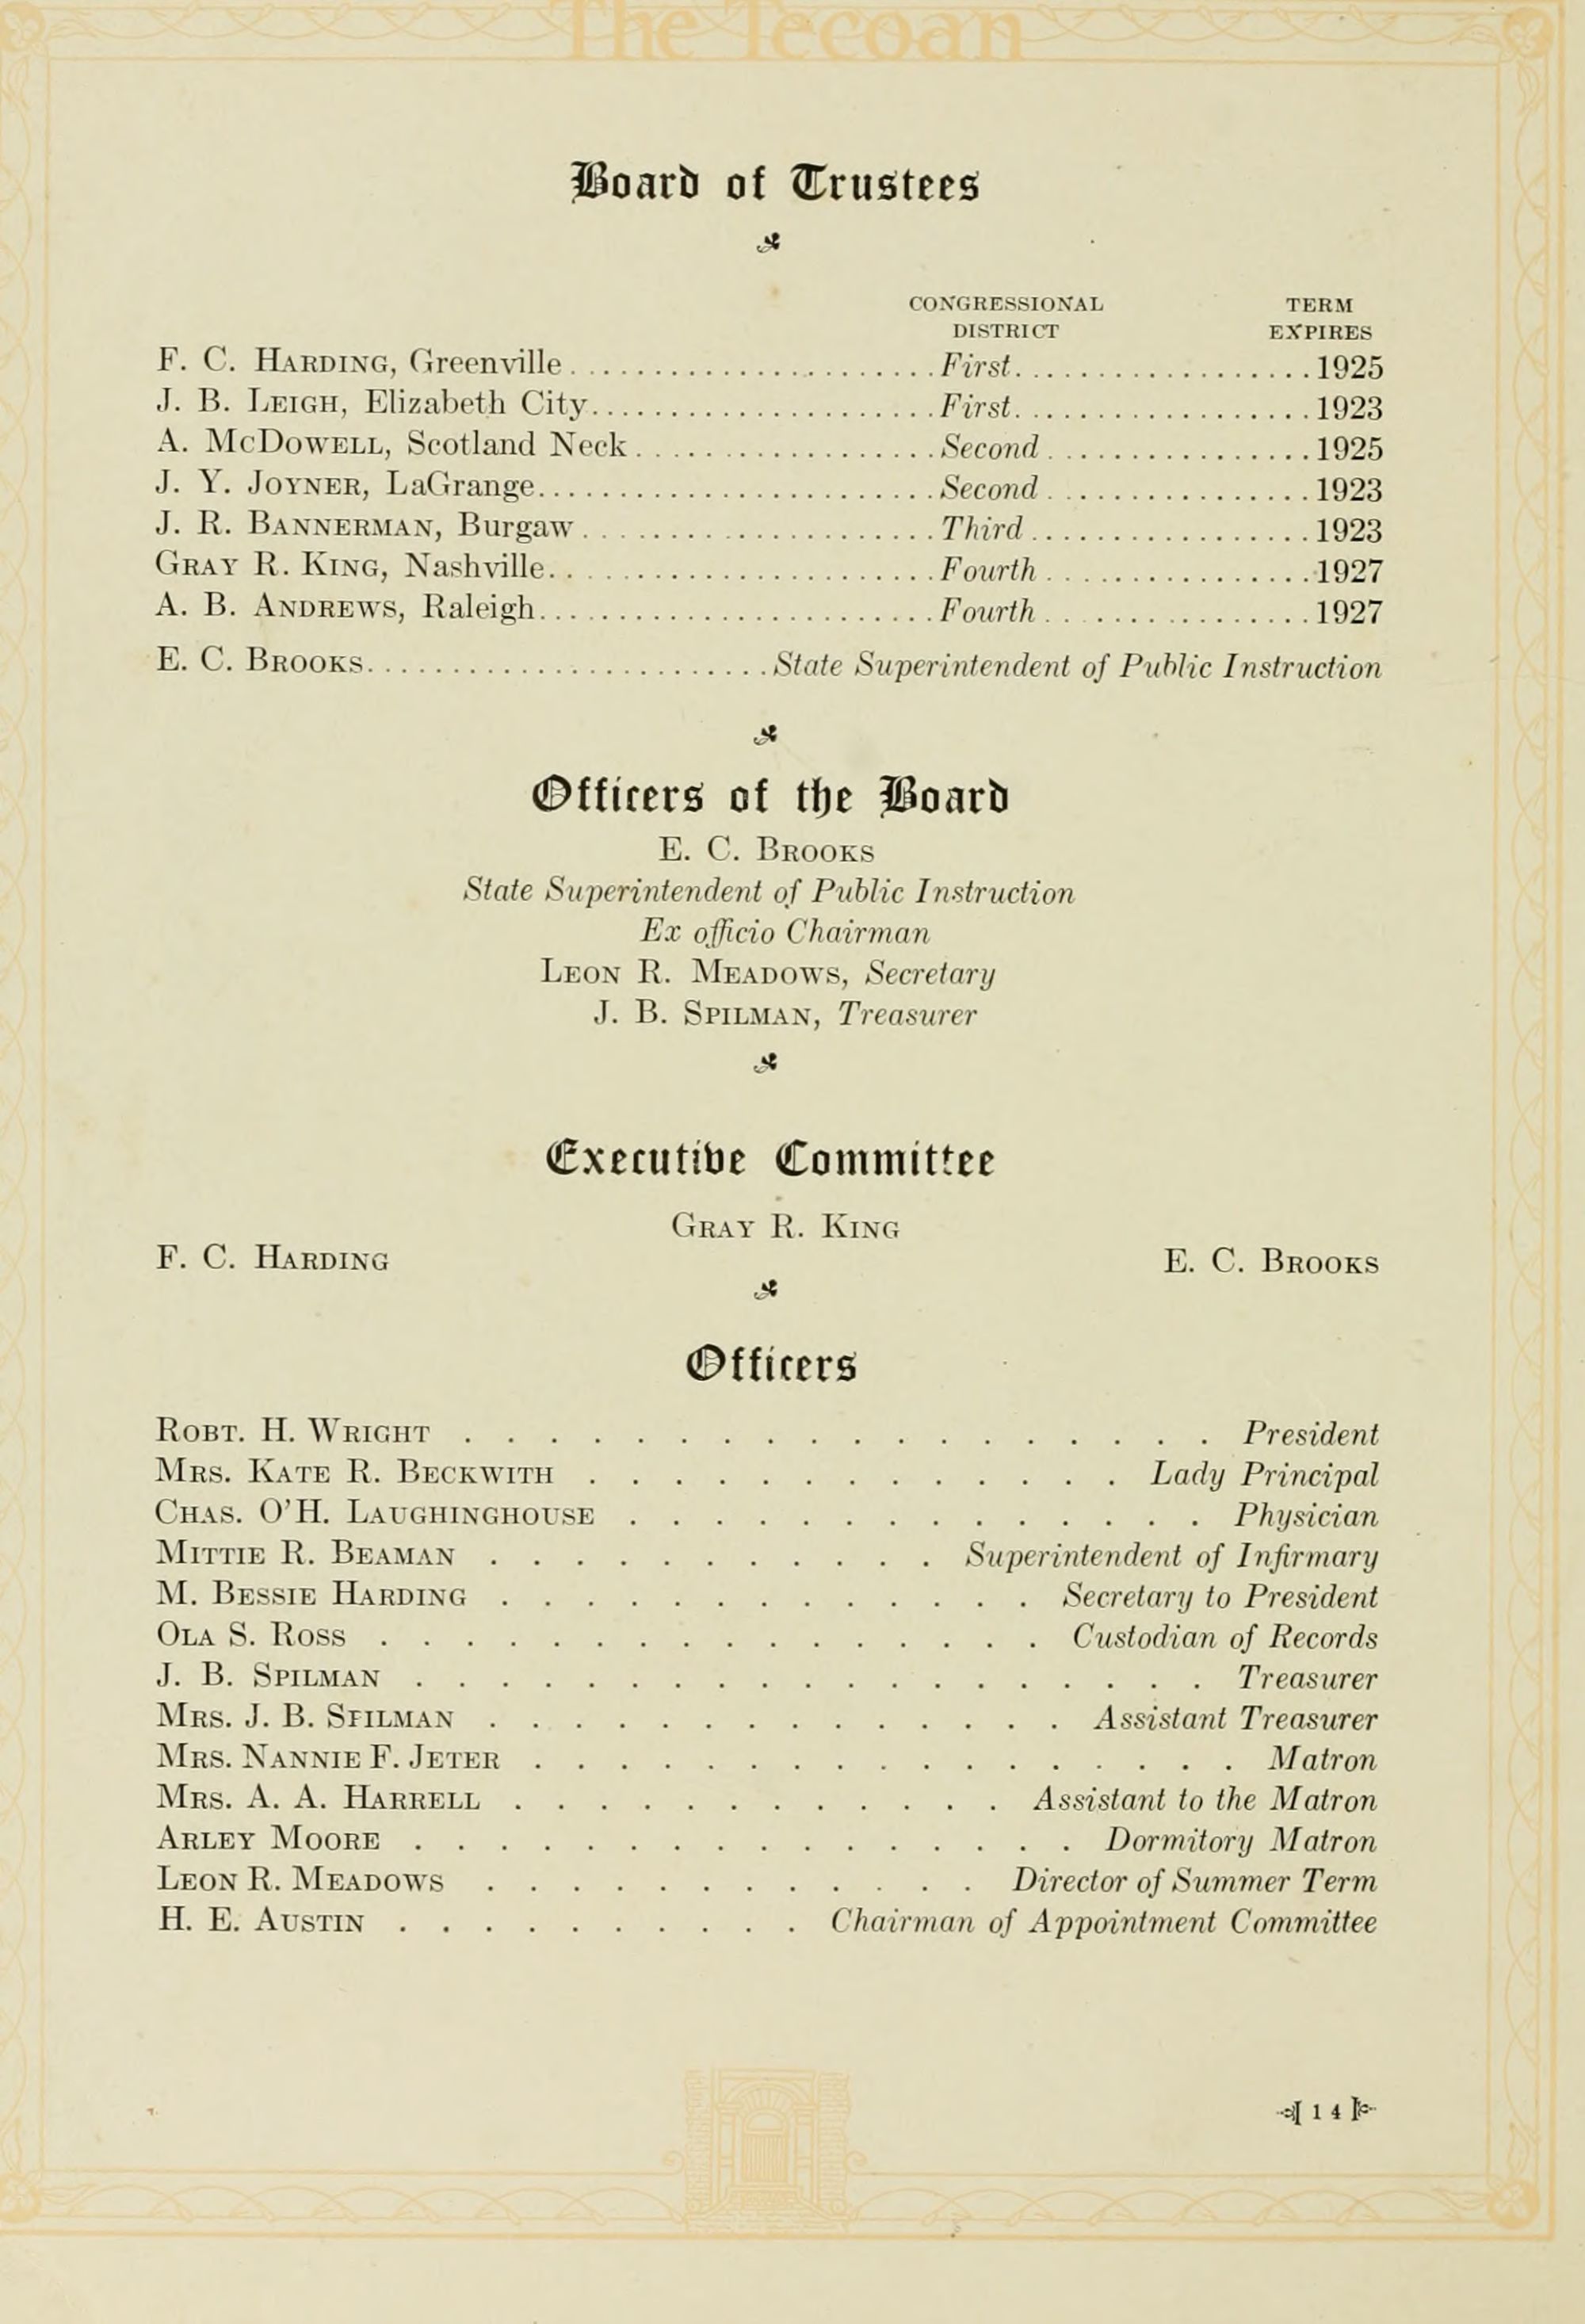 The Tecoan
Board of Trustees
CONGRESSIONAL TERM
DISTRICT EXPIRES
F. C. HARDING, Greenville........................First..................1925
J. B. LEIGH, Elizabeth City.......................First..................1923
A. MCDOWELL, Scotland Neck....................Second................1925
J. Y. JOYNER, LaGrange..........................Second................1923
J. R. BANNERMAN, Burgaw.......................Third.................1923
GRAY R. KING, Nashville.........................Fourth................1927
A. B. ANDREWS, Raleigh..........................Fourth................1927
E. C. BROOKS.........................State Superintendent of Public Instruction
Officers of the Board
E. C. BROOKS
State Superintendent of Public Instruction
Ex officio Chairman
LEON R. MEADOWS, Secretary
J. B. SPILMAN, Treasurer
Executive Committee
GRAY R. KING
F. C. HARDING E. C. BROOKS
Officers
ROBT. H. WRIGHT . . . . . . . . . . . . . . . . . . President
MRS. KATE R. BECKWITH . . . . . . . . . . . . . Lady Principal
CHAS. O'H. LAUGHINGHOUSE . . . . . . . . . . . . . . Physician
MITTIE R. BEAMAN . . . . . . . . . . . Superintendent of Infirmary
M. BESSIE HARDING . . . . . . . . . . . . . Secretary to President
OLA S. ROSS . . . . . . . . . . . . . . . . Custodian of Records
J. B. SPILMAN . . . . . . . . . . . . . . . . . . . Treasurer
MRS. J. B. SPILMAN . . . . . . . . . . . . . . Assistant Treasurer
MRS. NANNIE F. JETER . . . . . . . . . . . . . . . . . Matron
MRS. A. A. HARRELL . . . . . . . . . . . . Assistant to the Matron
ARLEY MOORE . . . . . . . . . . . . . . . . Dormitory Matron
LEON R. MEADOWS . . . . . . . . . . . . Director of Summer Term
H. E. AUSTIN . . . . . . . . . . Chairman of Appointment Committee
[14]